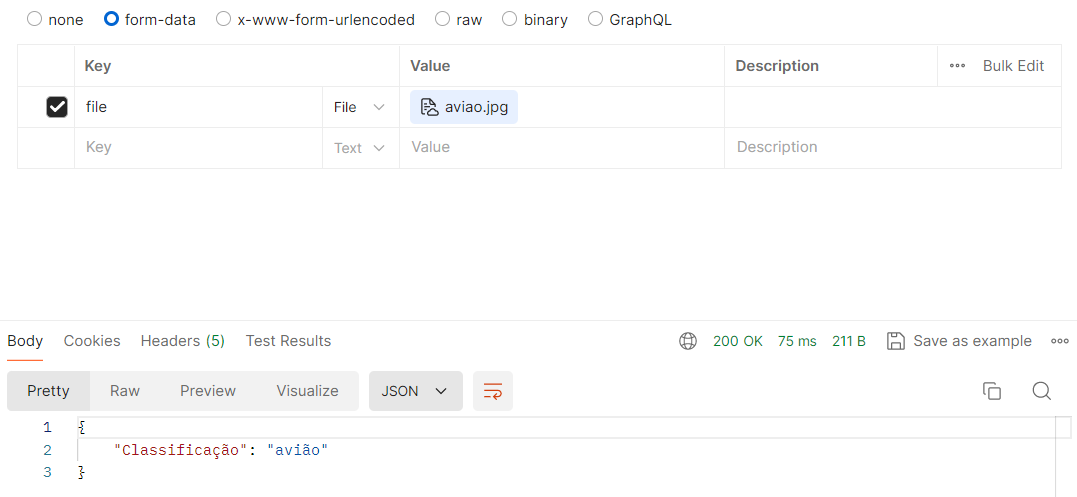 none form-data x-www-form-urlencoded raw binary GraphQL
Key Value Description Bulk Edit
file File aviao.jpg
Key Text Value Description
Body Cookies Headers (5) Test Results 200 OK 75 ms 211 B Save as example
Pretty Raw Preview Visualize JSON
1 {
2 "Classificação": "avião"
3 }